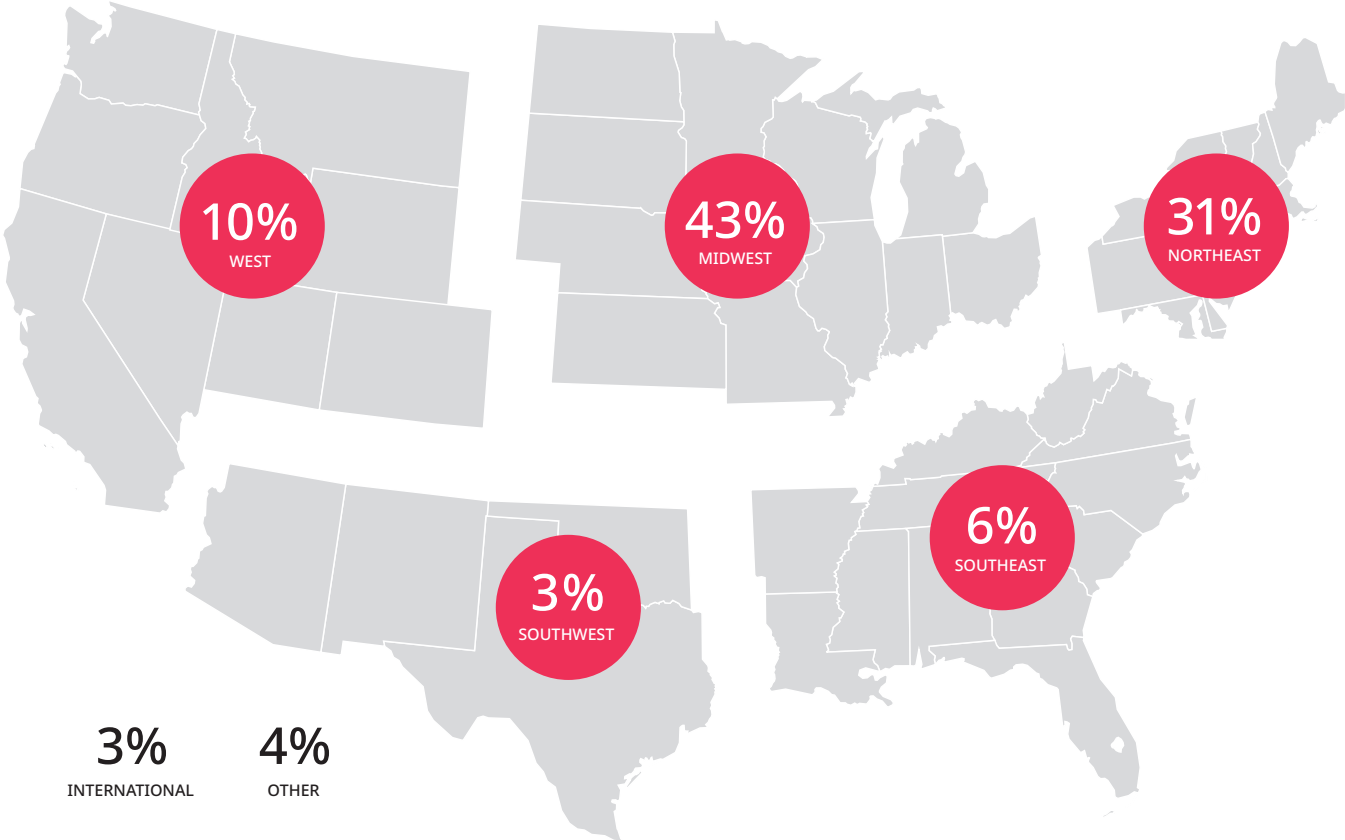 10%
WEST
43%
MIDWEST
31%
NORTHEAST
3%
SOUTHWEST
6%
SOUTHEAST
3%
INTERNATIONAL
4%
OTHER